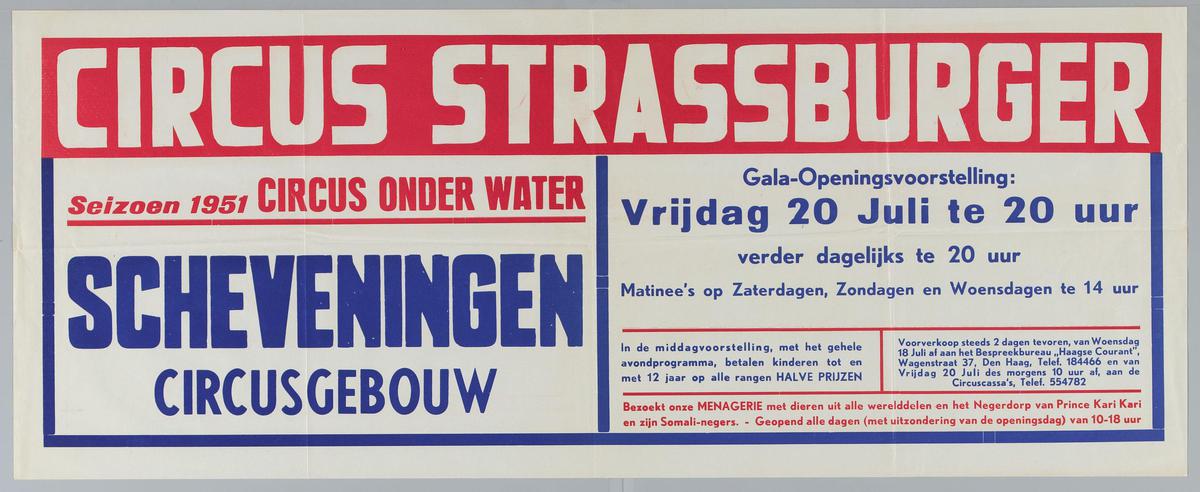 CIRCUS STRASSBURGER
Seizoen 1951 CIRCUS ONDER WATER
SCHEVENINGEN
CIRCUSGEBOUW
Gala-Openingsvoorstelling:
Vrijdag 20 Juli te 20 uur
verder dagelijks te 20 uur
Matinee's op Zaterdagen, Zondagen en Woensdagen te 14 uur
In de middagvoorstelling, met het gehele
avondprogramma, betalen kinderen tot en
met 12 jaar op alle rangen HALVE PRIJZEN
Voorverkoop steeds 2 dagen tevoren, van Woensdag
18 Juli af aan het Bespreekbureau „Haagse Courant",
Wagenstraat 37, Den Haag, Telef. 184466 en van
Vrijdag 20 Juli des morgens 10 uur af, aan de
Circuscassa's, Telef. 554782
Bezoekt onze MENAGERIE met dieren uit alle werelddelen en het Negerdorp van Prince Kari Kari
en zijn Somali-negers. - Geopend alle dagen (met uitzondering van de openingsdag) van 10-18 uur